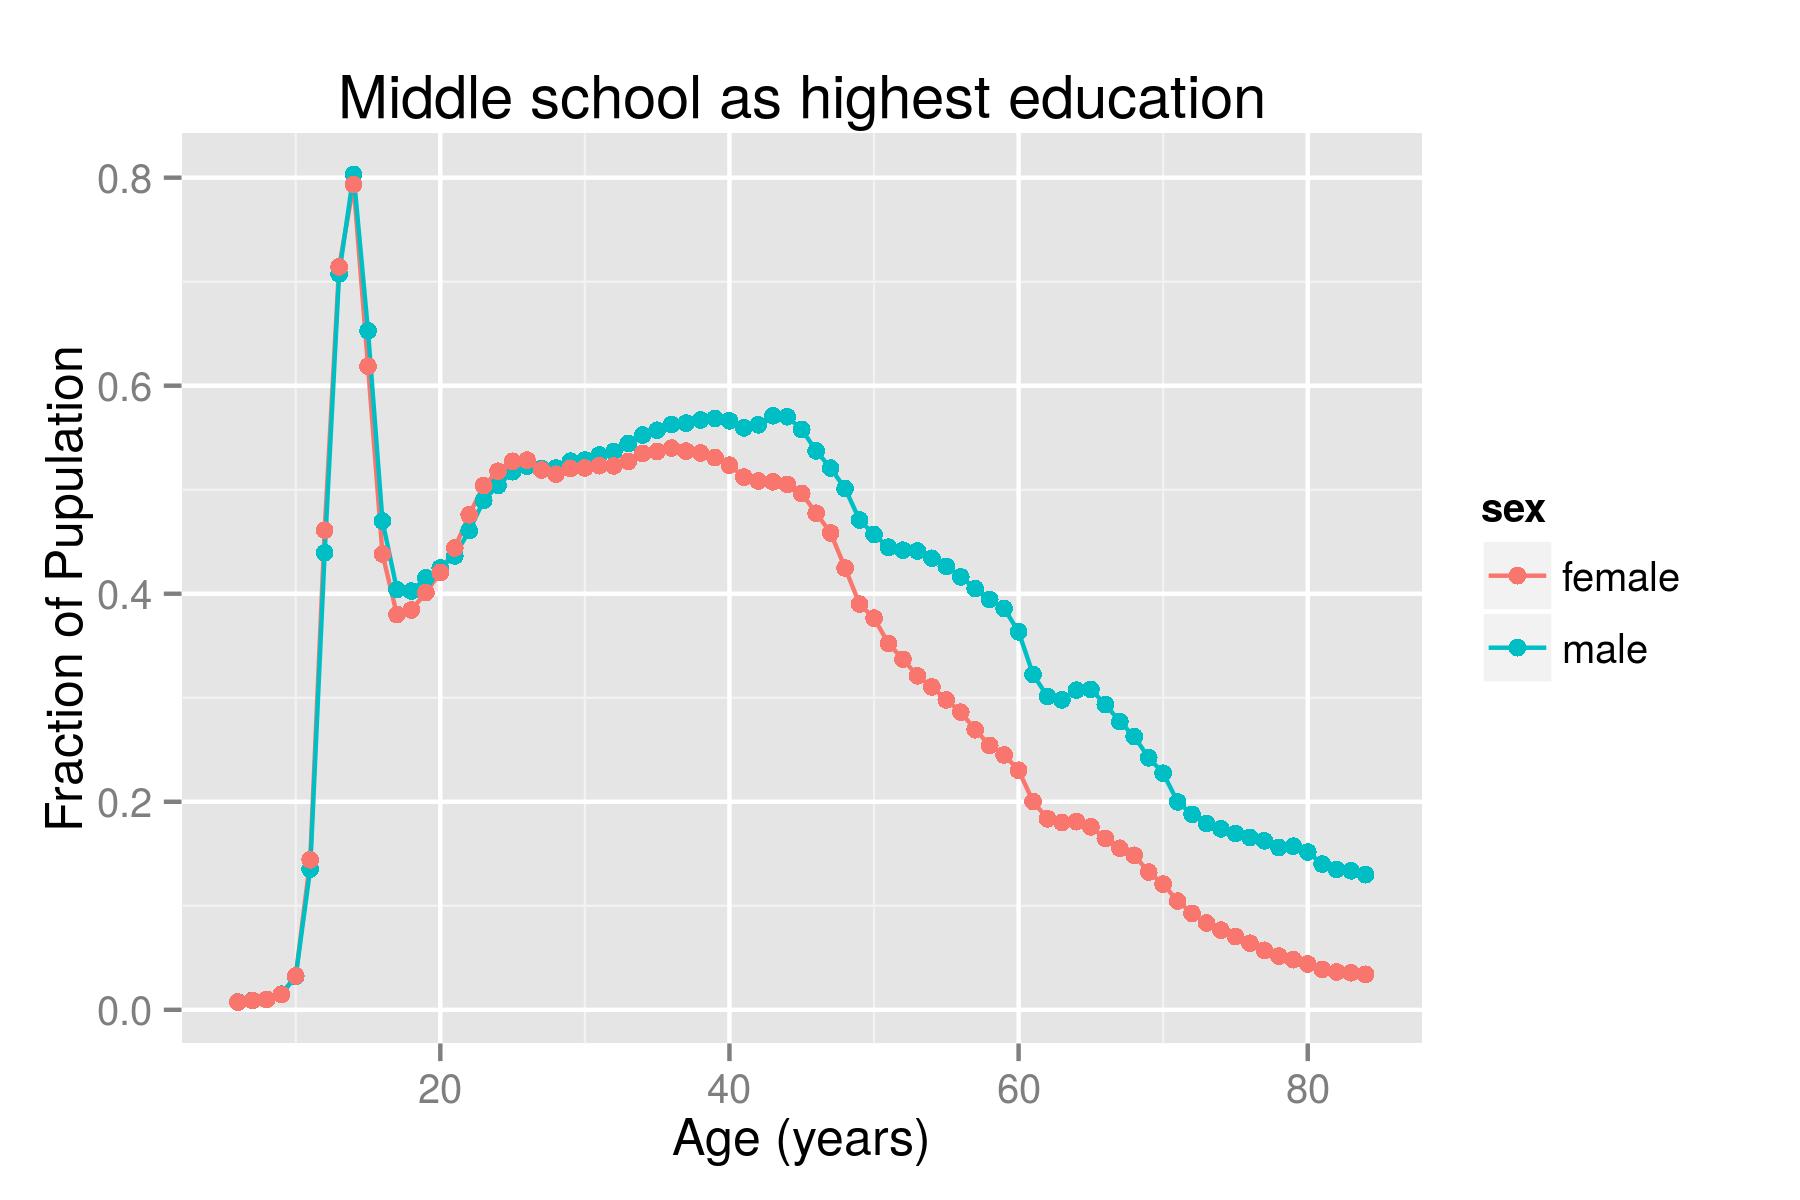 Middle school as highest education
0.8
0.6
0.4
0.2
0.0
Fraction of Pupulation
20 40 60 80
Age (years)
sex
female
male